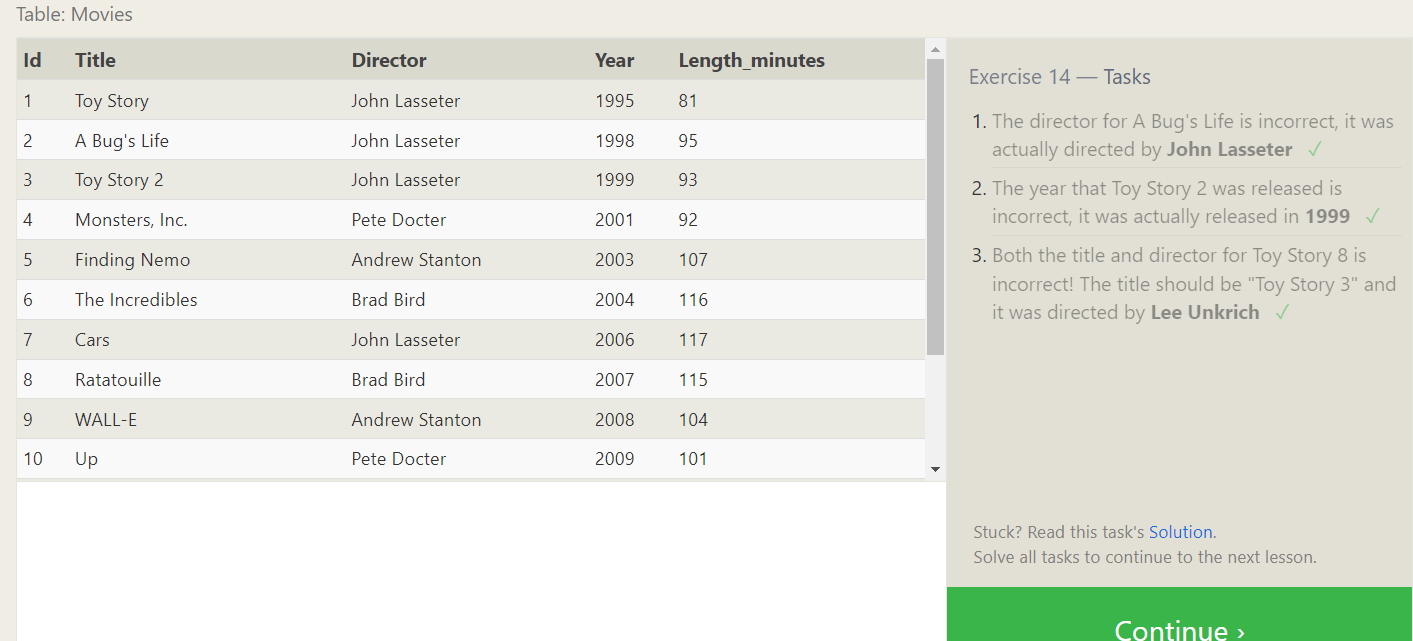 Table: Movies
Id Title Director Year Length_minutes
1 Toy Story John Lasseter 1995 81
2 A Bug's Life John Lasseter 1998 95
3 Toy Story 2 John Lasseter 1999 93
4 Monsters, Inc. Pete Docter 2001 92
5 Finding Nemo Andrew Stanton 2003 107
6 The Incredibles Brad Bird 2004 116
7 Cars John Lasseter 2006 117
8 Ratatouille Brad Bird 2007 115
9 WALL-E Andrew Stanton 2008 104
10 Up Pete Docter 2009 101
Exercise 14 — Tasks
1. The director for A Bug's Life is incorrect, it was
actually directed by John Lasseter ✓
2. The year that Toy Story 2 was released is
incorrect, it was actually released in 1999 ✓
3. Both the title and director for Toy Story 8 is
incorrect! The title should be "Toy Story 3" and
it was directed by Lee Unkrich ✓
Stuck? Read this task's Solution.
Solve all tasks to continue to the next lesson.
Continue ›